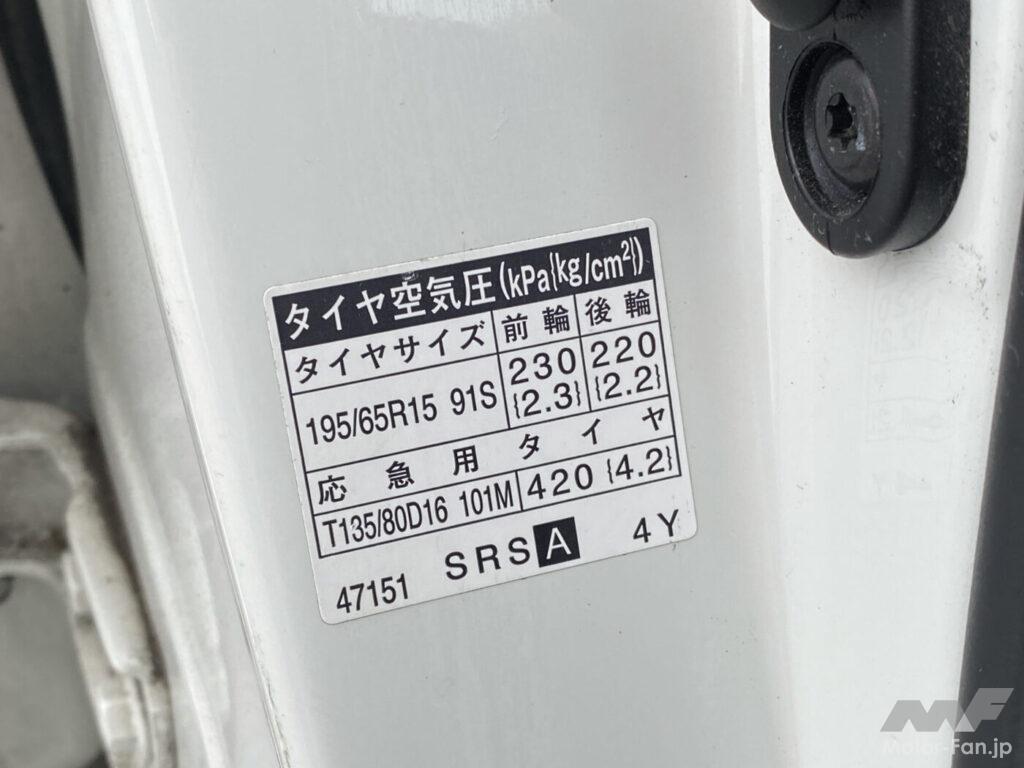 タイヤ空気圧(kPa{kg/cm²})
タイヤサイズ 前輪 後輪
195/65R15 91S 230 {2.3} 220 {2.2}
応急用タイヤ
T135/80D16 101M 420 {4.2}
47151 SRS A 4Y
MF
Motor-Fan.jp